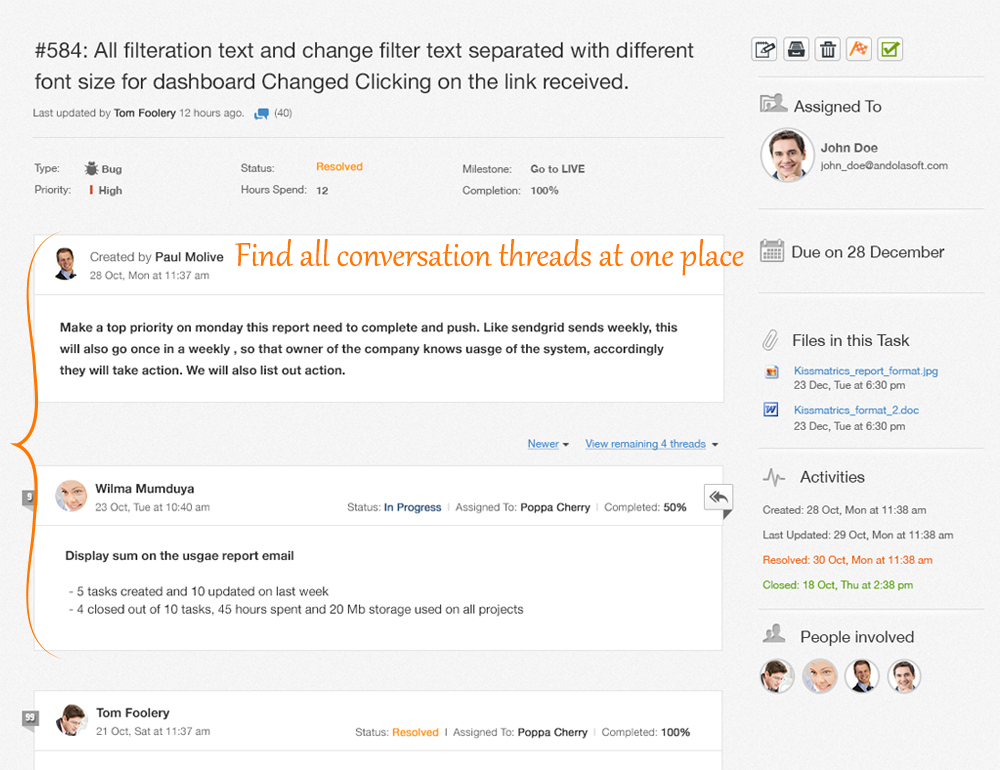 #584: All filteration text and change filter text separated with different
font size for dashboard Changed Clicking on the link received.
Last updated by Tom Foolery 12 hours ago. (40)
Type: Bug
Status: Resolved
Milestone: Go to LIVE
Priority: High
Hours Spend: 12
Completion: 100%
Find all conversation threads at one place
Created by Paul Molive
28 Oct, Mon at 11:37 am
Make a top priority on monday this report need to complete and push. Like sendgrid sends weekly, this
will also go once in a weekly , so that owner of the company knows uasge of the system, accordingly
they will take action. We will also list out action.
Newer View remaining 4 threads
9
Wilma Mumduya
23 Oct, Tue at 10:40 am
Status: In Progress | Assigned To: Poppa Cherry | Completed: 50%
Display sum on the usgae report email
- 5 tasks created and 10 updated on last week
- 4 closed out of 10 tasks, 45 hours spent and 20 Mb storage used on all projects
99
Tom Foolery
21 Oct, Sat at 11:37 am
Status: Resolved | Assigned To: Poppa Cherry | Completed: 100%
Assigned To
John Doe
john_doe@andolasoft.com
Due on 28 December
Files in this Task
Kissmatrics_report_format.jpg
23 Dec, Tue at 6:30 pm
W
Kissmatrics_format_2.doc
23 Dec, Tue at 6:30 pm
Activities
Created: 28 Oct, Mon at 11:38 am
Last Updated: 29 Oct, Mon at 11:38 am
Resolved: 30 Oct, Mon at 11:38 am
Closed: 18 Oct, Thu at 2:38 pm
People involved